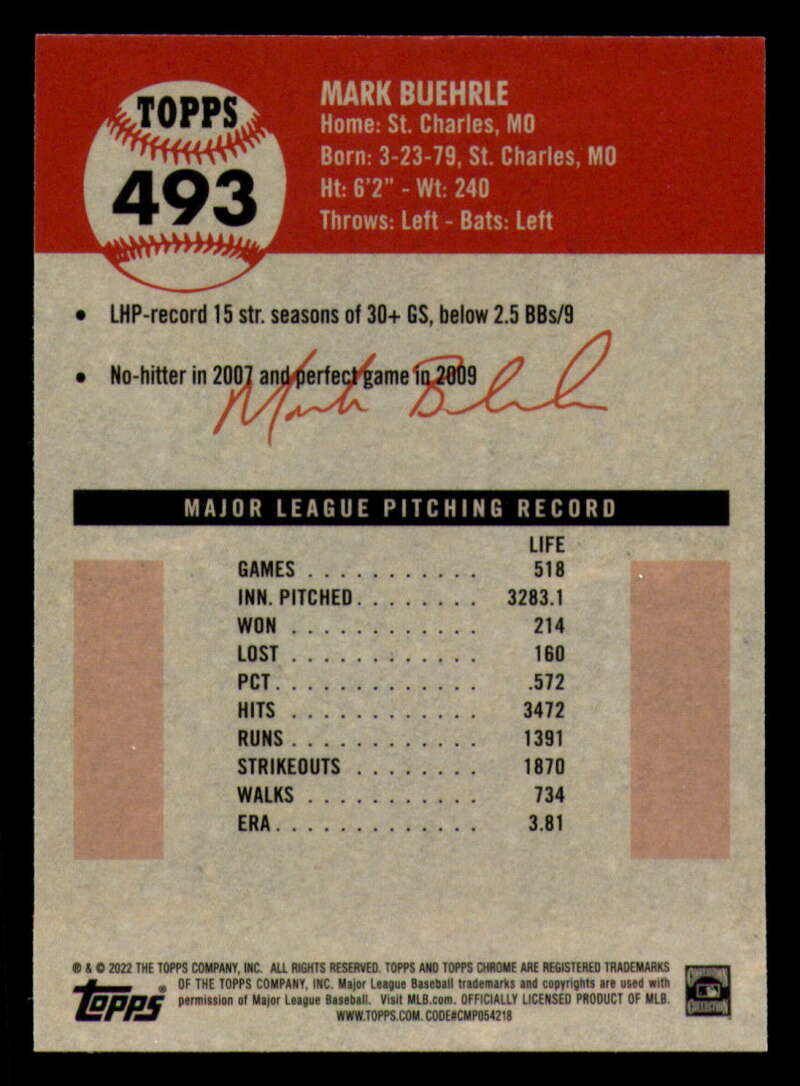 TOPPS
493
MARK BUEHRLE
Home: St. Charles, MO
Born: 3-23-79, St. Charles, MO
Ht: 6'2" - Wt: 240
Throws: Left - Bats: Left
• LHP-record 15 str. seasons of 30+ GS, below 2.5 BBs/9
• No-hitter in 2007 and perfect game in 2009
Mark Buehrle
MAJOR LEAGUE PITCHING RECORD
LIFE
GAMES . . . . . . . . . . . 518
INN. PITCHED. . . . . . . . 3283.1
WON . . . . . . . . . . . . 214
LOST . . . . . . . . . . . . 160
PCT. . . . . . . . . . . . . .572
HITS . . . . . . . . . . . . 3472
RUNS. . . . . . . . . . . . 1391
STRIKEOUTS . . . . . . . . 1870
WALKS . . . . . . . . . . . 734
ERA. . . . . . . . . . . . . 3.81
® & © 2022 THE TOPPS COMPANY, INC. ALL RIGHTS RESERVED. TOPPS AND TOPPS CHROME ARE REGISTERED TRADEMARKS
OF THE TOPPS COMPANY, INC. Major League Baseball trademarks and copyrights are used with
permission of Major League Baseball. Visit MLB.com. OFFICIALLY LICENSED PRODUCT OF MLB.
WWW.TOPPS.COM. CODE#CMP054218
Topps®
COOPERSTOWN
COLLECTION